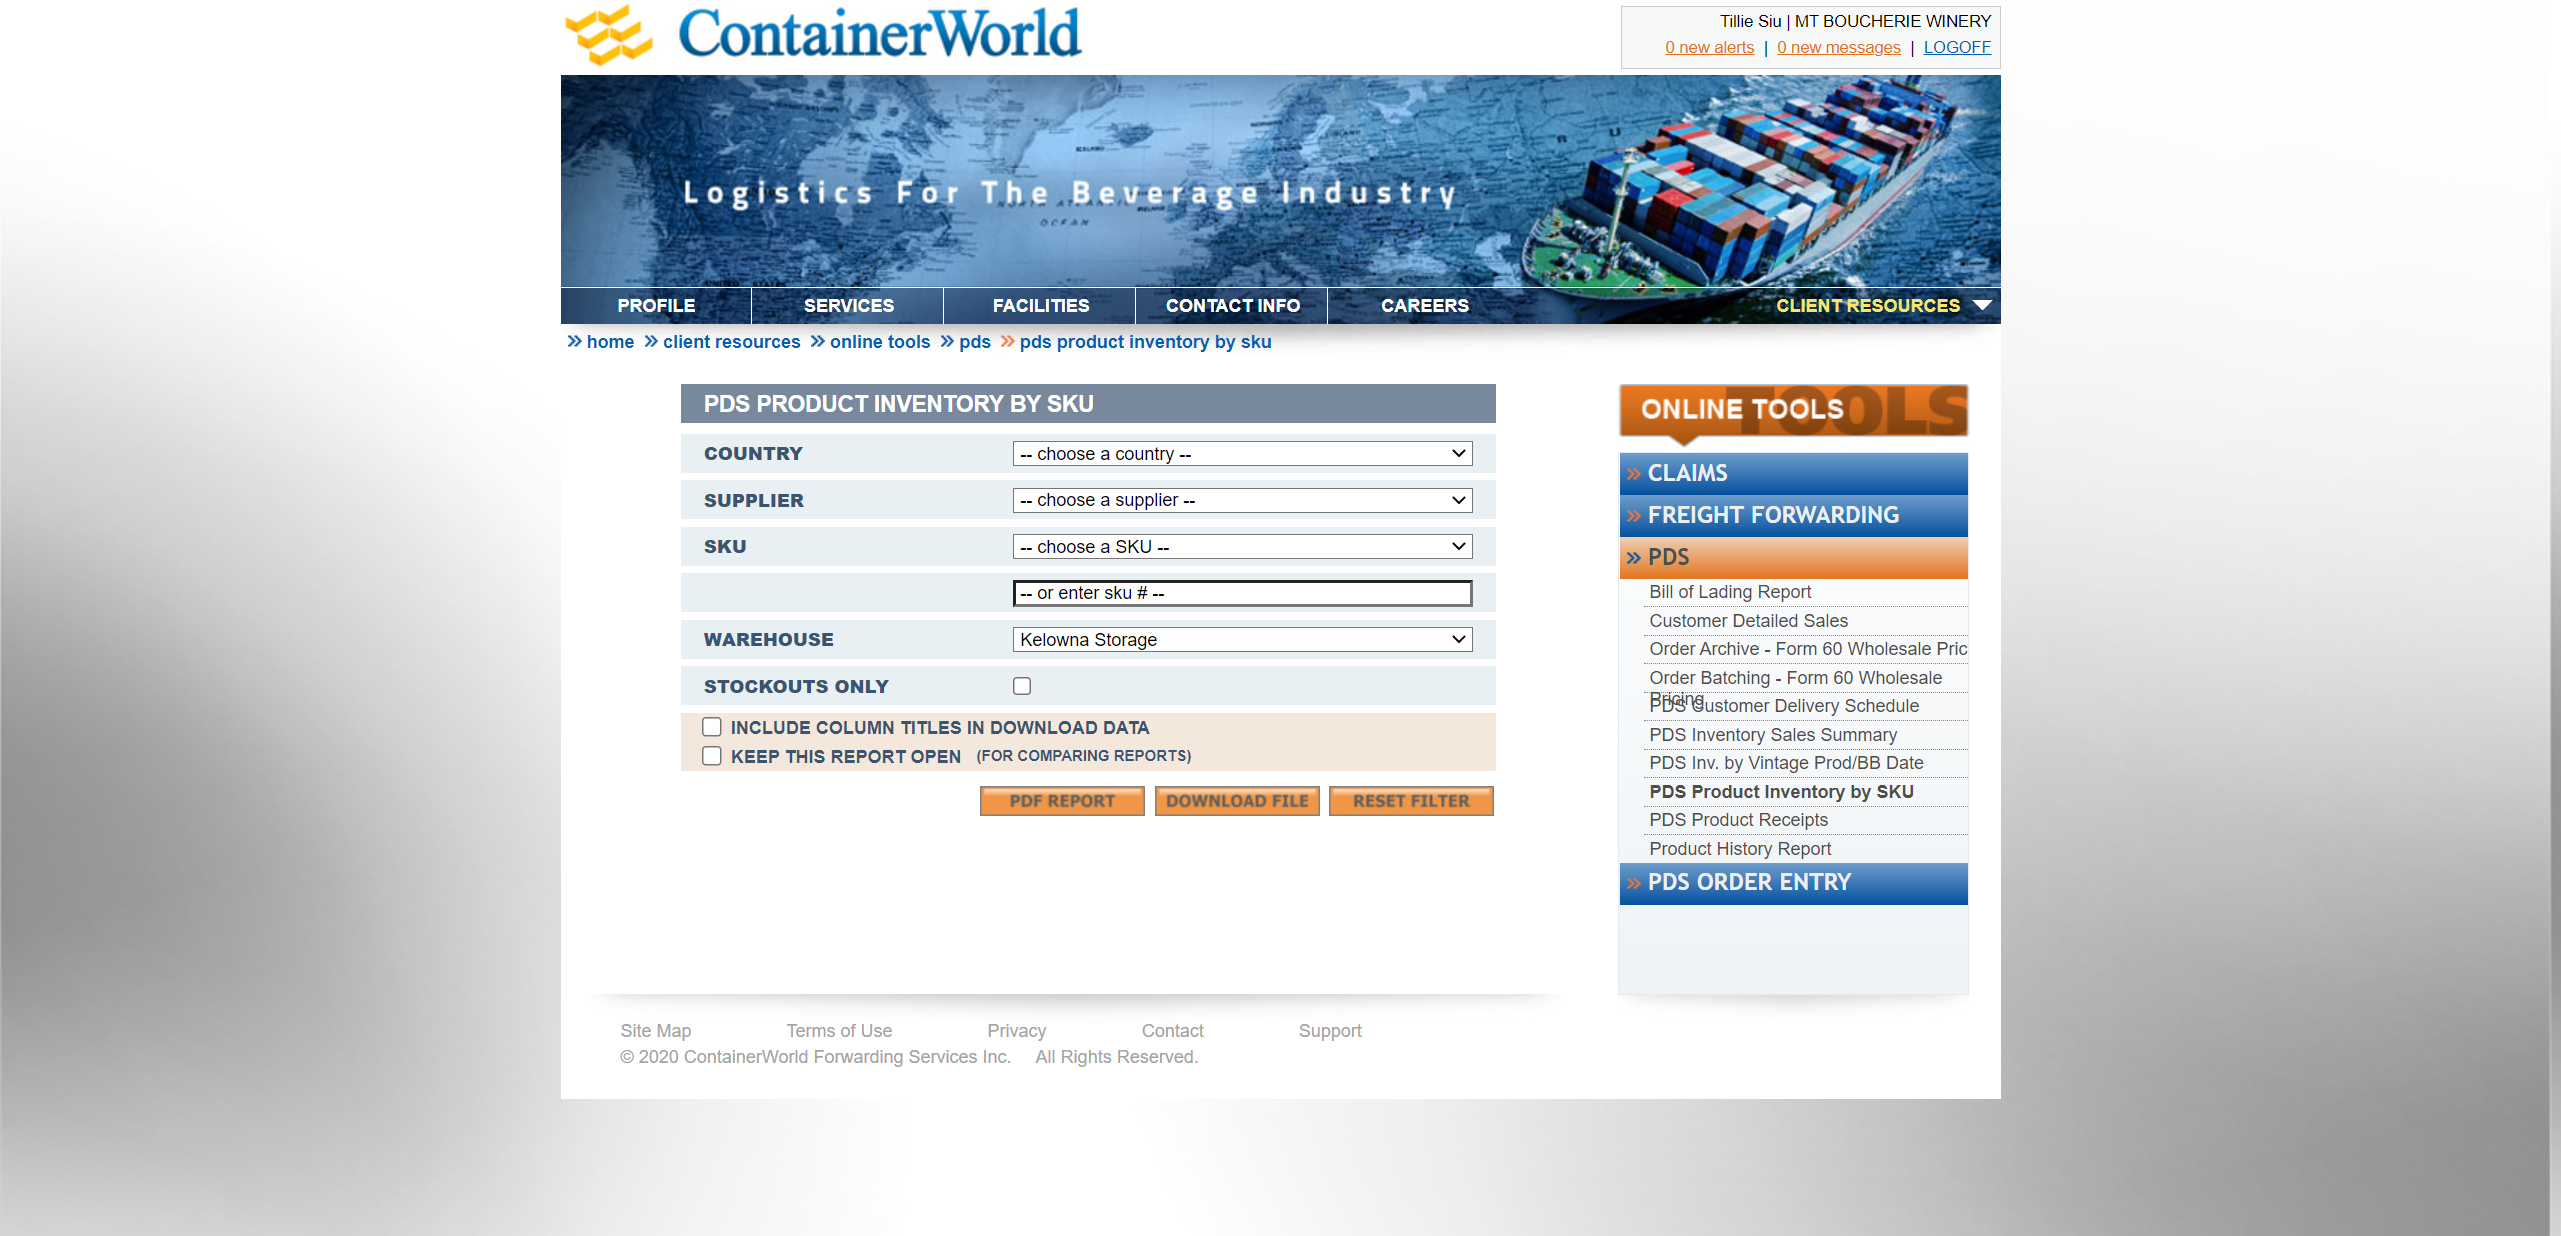 ContainerWorld
Tillie Siu | MT BOUCHERIE WINERY
0 new alerts | 0 new messages | LOGOFF
Logistics For The Beverage Industry
OCEAN
PROFILE SERVICES FACILITIES CONTACT INFO CAREERS CLIENT RESOURCES
home client resources online tools pds pds product inventory by sku
PDS PRODUCT INVENTORY BY SKU
COUNTRY -- choose a country --
SUPPLIER -- choose a supplier --
SKU -- choose a SKU --
-- or enter sku # --
WAREHOUSE Kelowna Storage
STOCKOUTS ONLY
INCLUDE COLUMN TITLES IN DOWNLOAD DATA
KEEP THIS REPORT OPEN (FOR COMPARING REPORTS)
PDF REPORT DOWNLOAD FILE RESET FILTER
ONLINE TOOLS TOOLS
CLAIMS
FREIGHT FORWARDING
PDS
Bill of Lading Report
Customer Detailed Sales
Order Archive - Form 60 Wholesale Pric
Order Batching - Form 60 Wholesale
Pricing
PDS Customer Delivery Schedule
PDS Inventory Sales Summary
PDS Inv. by Vintage Prod/BB Date
PDS Product Inventory by SKU
PDS Product Receipts
Product History Report
PDS ORDER ENTRY
Site Map Terms of Use Privacy Contact Support
© 2020 ContainerWorld Forwarding Services Inc. All Rights Reserved.